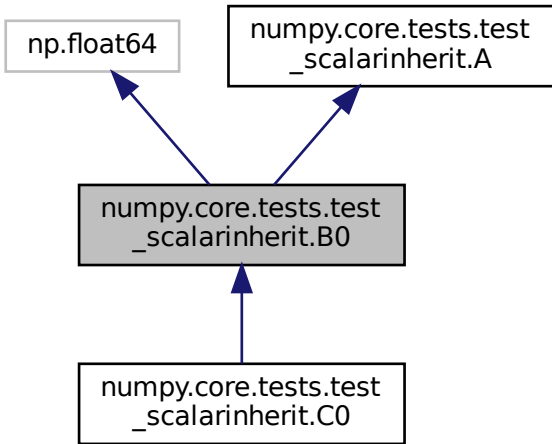 np.float64
numpy.core.tests.test
_scalarinherit.A
numpy.core.tests.test
_scalarinherit.B0
numpy.core.tests.test
_scalarinherit.C0